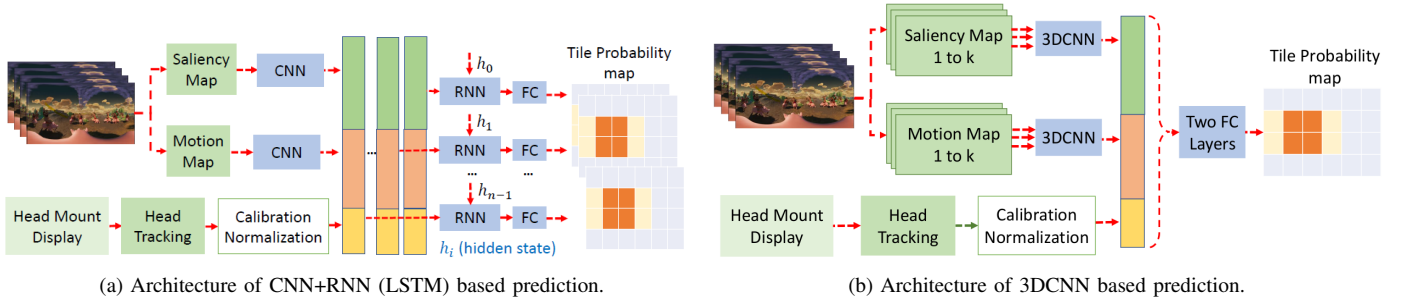 Saliency
Map
CNN
Motion
Map
CNN
Head Mount
Display
Head
Tracking
Calibration
Normalization
...
h0
RNN
FC
h1
RNN
FC
...
...
hn−1
RNN
FC
hi (hidden state)
Tile Probability
map
(a) Architecture of CNN+RNN (LSTM) based prediction.
Saliency Map
1 to k
3DCNN
Motion Map
1 to k
3DCNN
Head Mount
Display
Head
Tracking
Calibration
Normalization
Two FC
Layers
Tile Probability
map
(b) Architecture of 3DCNN based prediction.